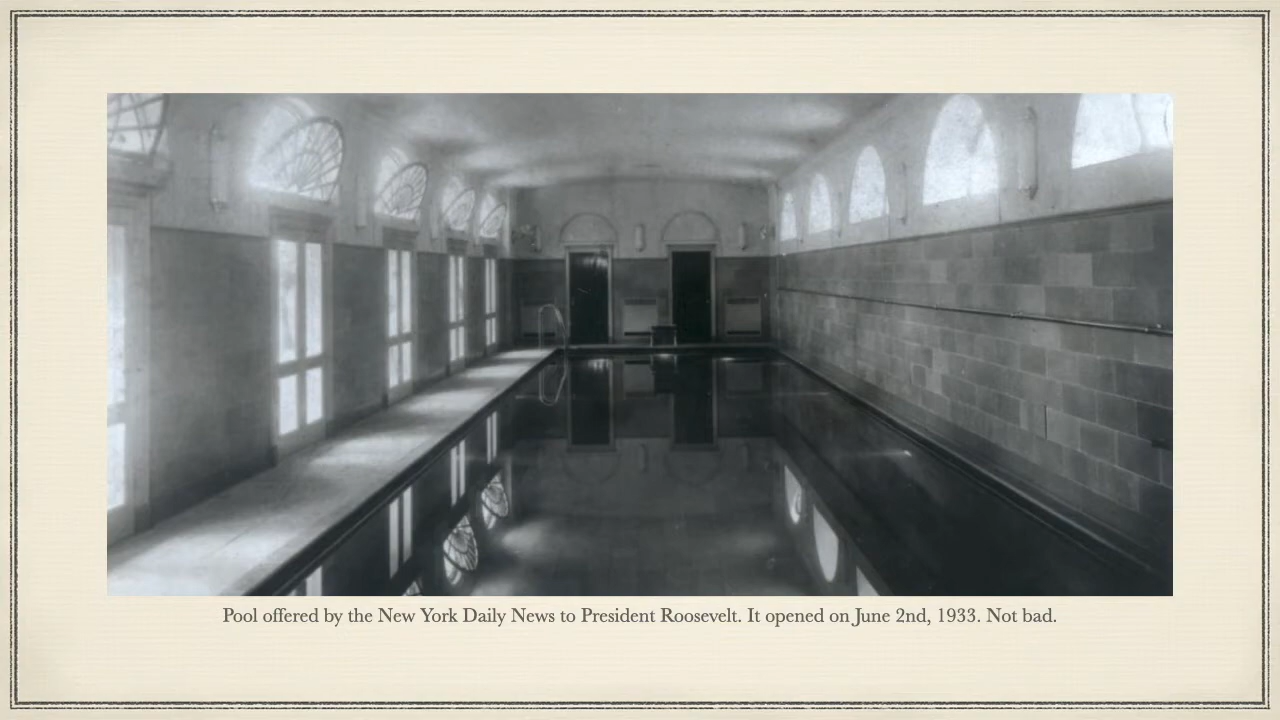 Pool offered by the New York Daily News to President Roosevelt. It opened on June 2nd, 1933. Not bad.